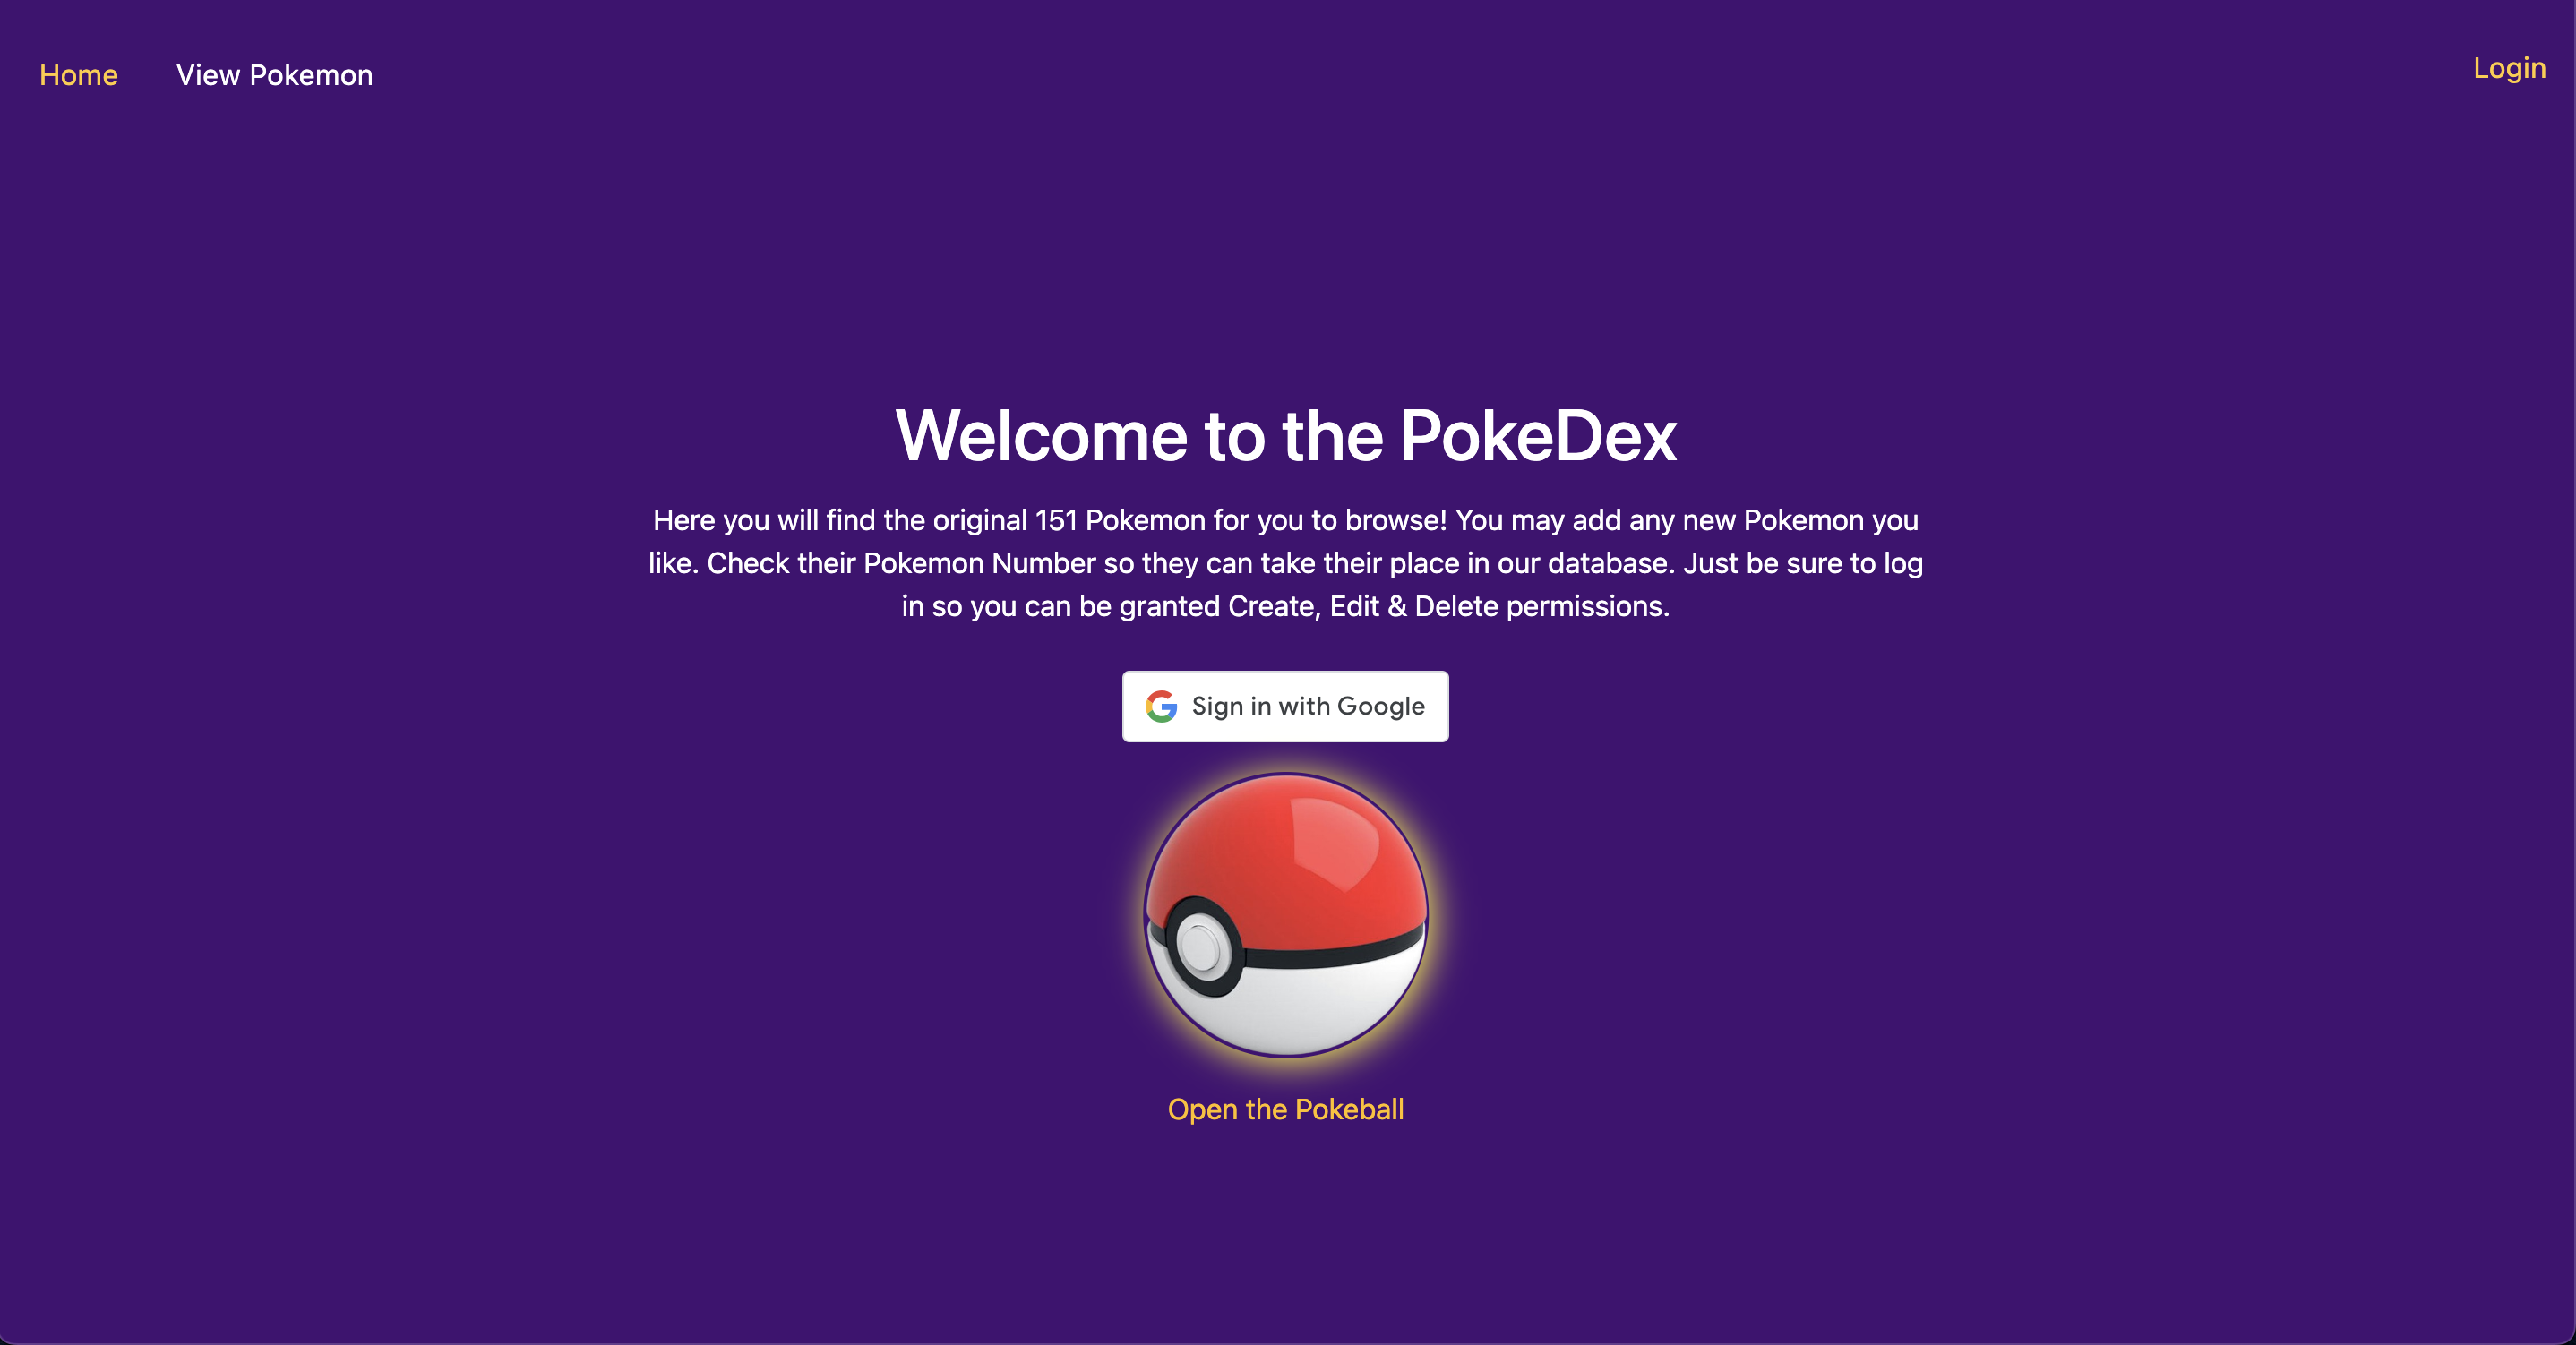 Home View Pokemon Login
Welcome to the PokeDex
Here you will find the original 151 Pokemon for you to browse! You may add any new Pokemon you
like. Check their Pokemon Number so they can take their place in our database. Just be sure to log
in so you can be granted Create, Edit & Delete permissions.
Sign in with Google
Open the Pokeball